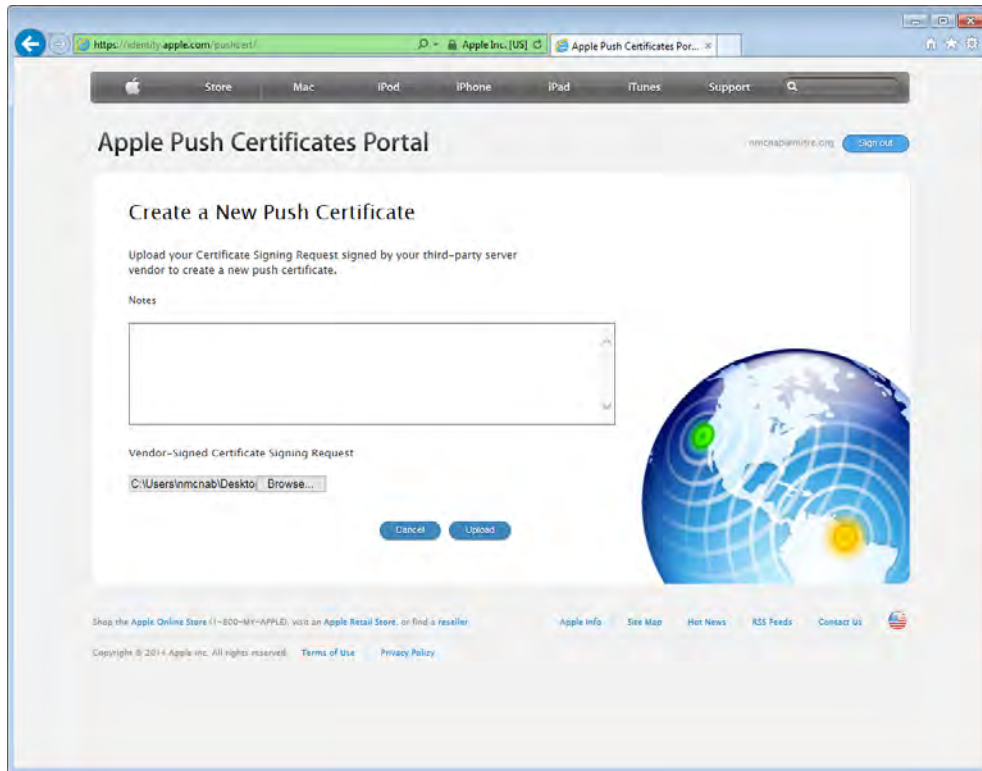 https://identity.apple.com/pushcert/
Apple Inc. [US]
Apple Push Certificates Por...
Store
Mac
iPod
iPhone
iPad
iTunes
Support
Apple Push Certificates Portal
Sign out
Create a New Push Certificate
Upload your Certificate Signing Request signed by your third-party server
vendor to create a new push certificate.
Notes
Vendor-Signed Certificate Signing Request
C:\Users\nmcnab\Deskto
Browse...
Cancel
Upload
Shop the Apple Online Store (1-800-MY-APPLE), visit an Apple Retail Store, or find a reseller.
Apple Info
Site Map
Hot News
RSS Feeds
Contact Us
Copyright © 2014 Apple Inc. All rights reserved.
Terms of Use
Privacy Policy